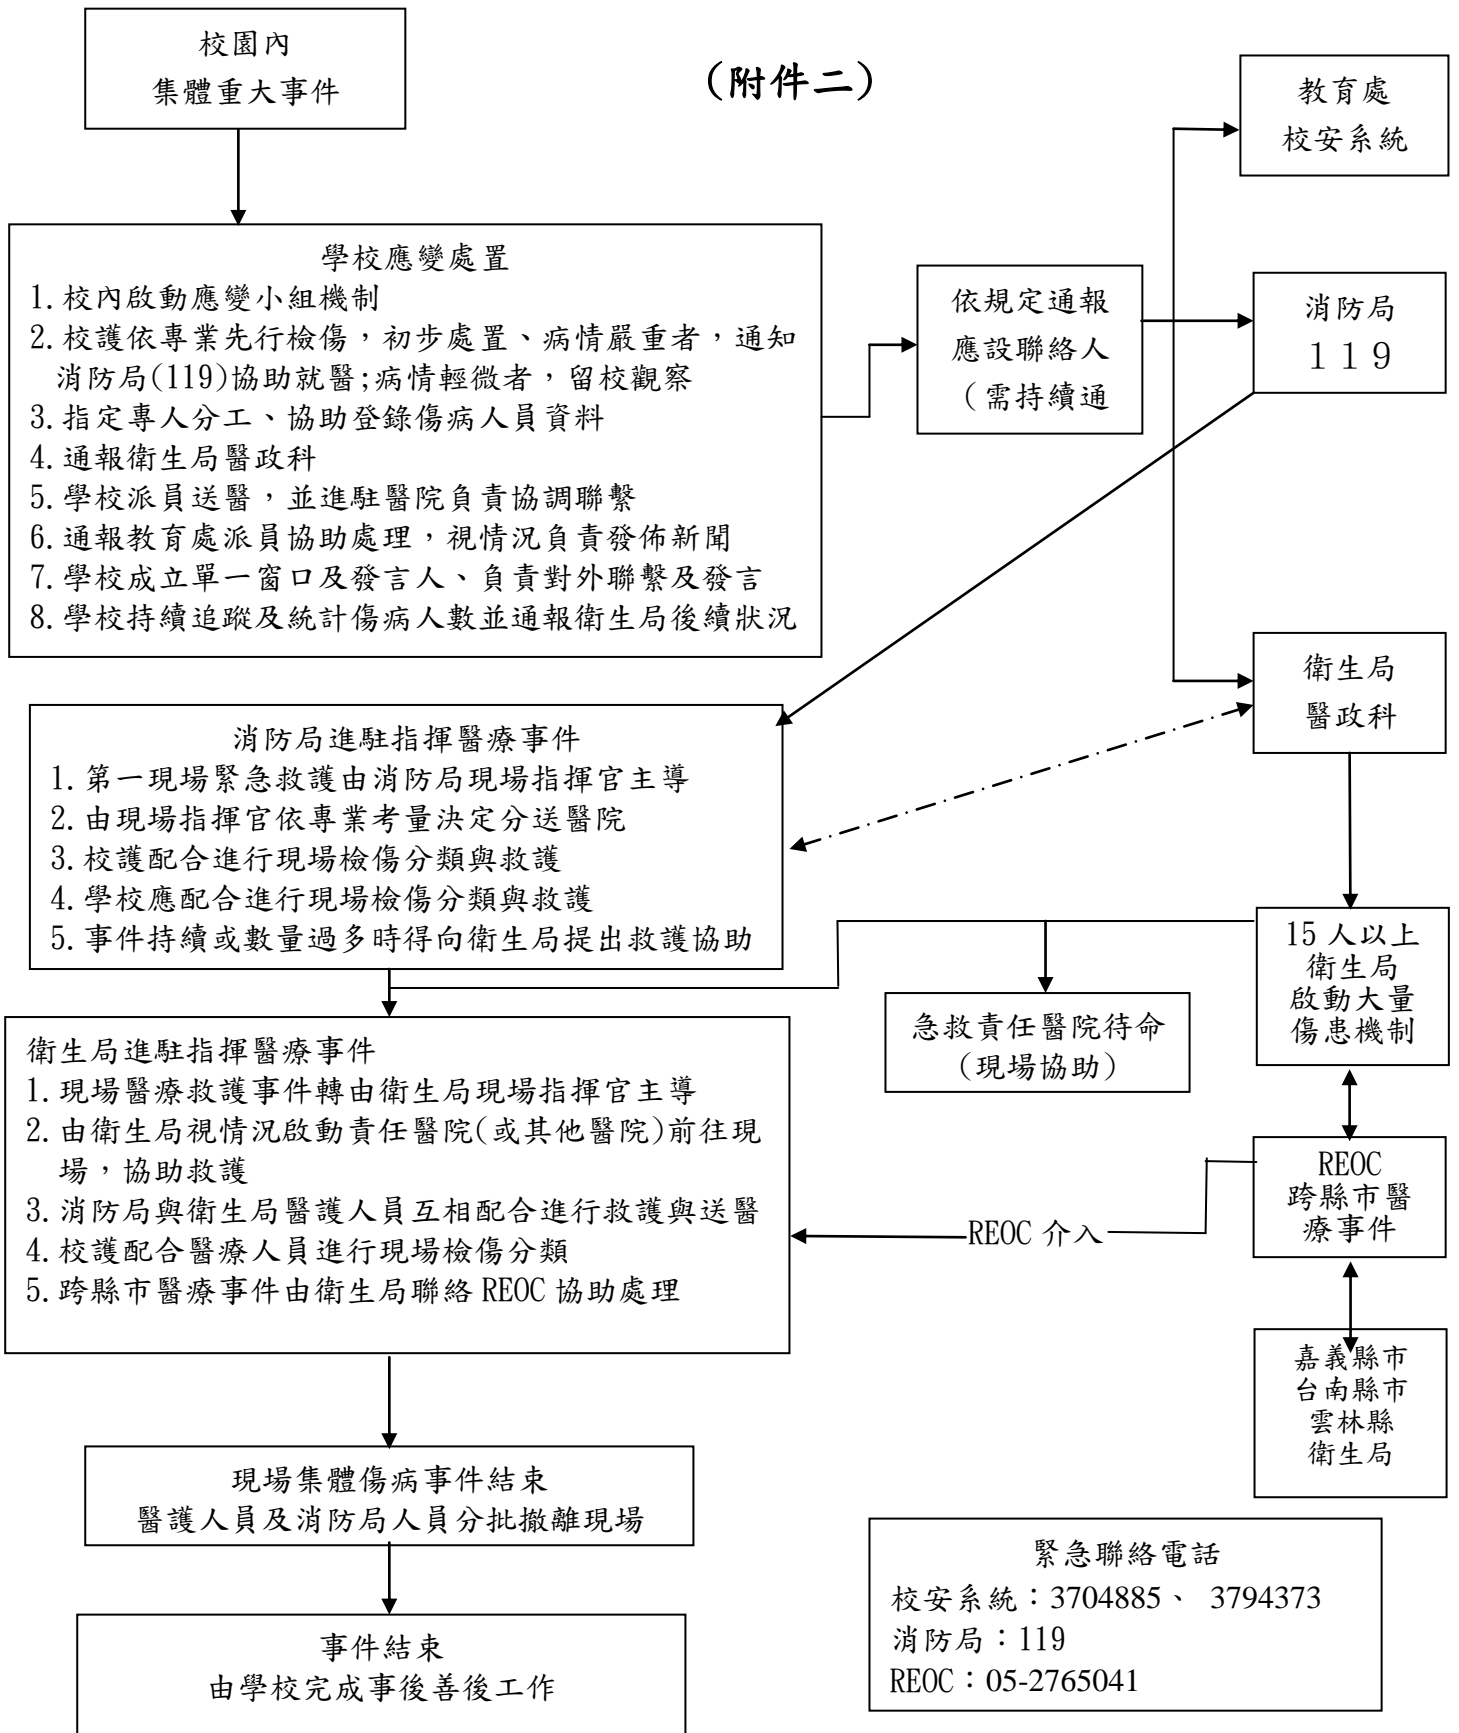 校園內
集體重大事件
（附件二）
教育處
校安系統
學校應變處置
1.校內啟動應變小組機制
2.校護依專業先行檢傷，初步處置、病情嚴重者，通知
消防局(119)協助就醫;病情輕微者，留校觀察
3.指定專人分工、協助登錄傷病人員資料
4.通報衛生局醫政科
5.學校派員送醫，並進駐醫院負責協調聯繫
6.通報教育處派員協助處理，視情況負責發佈新聞
7.學校成立單一窗口及發言人、負責對外聯繫及發言
8.學校持續追蹤及統計傷病人數並通報衛生局後續狀況
依規定通報
應設聯絡人
（需持續通
消防局
１１９
衛生局
醫政科
消防局進駐指揮醫療事件
1.第一現場緊急救護由消防局現場指揮官主導
2.由現場指揮官依專業考量決定分送醫院
3.校護配合進行現場檢傷分類與救護
4.學校應配合進行現場檢傷分類與救護
5.事件持續或數量過多時得向衛生局提出救護協助
15 人以上
衛生局
啟動大量
傷患機制
急救責任醫院待命
（現場協助）
衛生局進駐指揮醫療事件
1.現場醫療救護事件轉由衛生局現場指揮官主導
2.由衛生局視情況啟動責任醫院(或其他醫院)前往現
場，協助救護
3.消防局與衛生局醫護人員互相配合進行救護與送醫
4.校護配合醫療人員進行現場檢傷分類
5.跨縣市醫療事件由衛生局聯絡 REOC 協助處理
REOC 介入
REOC
跨縣市醫
療事件
嘉義縣市
台南縣市
雲林縣
衛生局
現場集體傷病事件結束
醫護人員及消防局人員分批撤離現場
事件結束
由學校完成事後善後工作
緊急聯絡電話
校安系統：3704885、 3794373
消防局：119
REOC：05-2765041